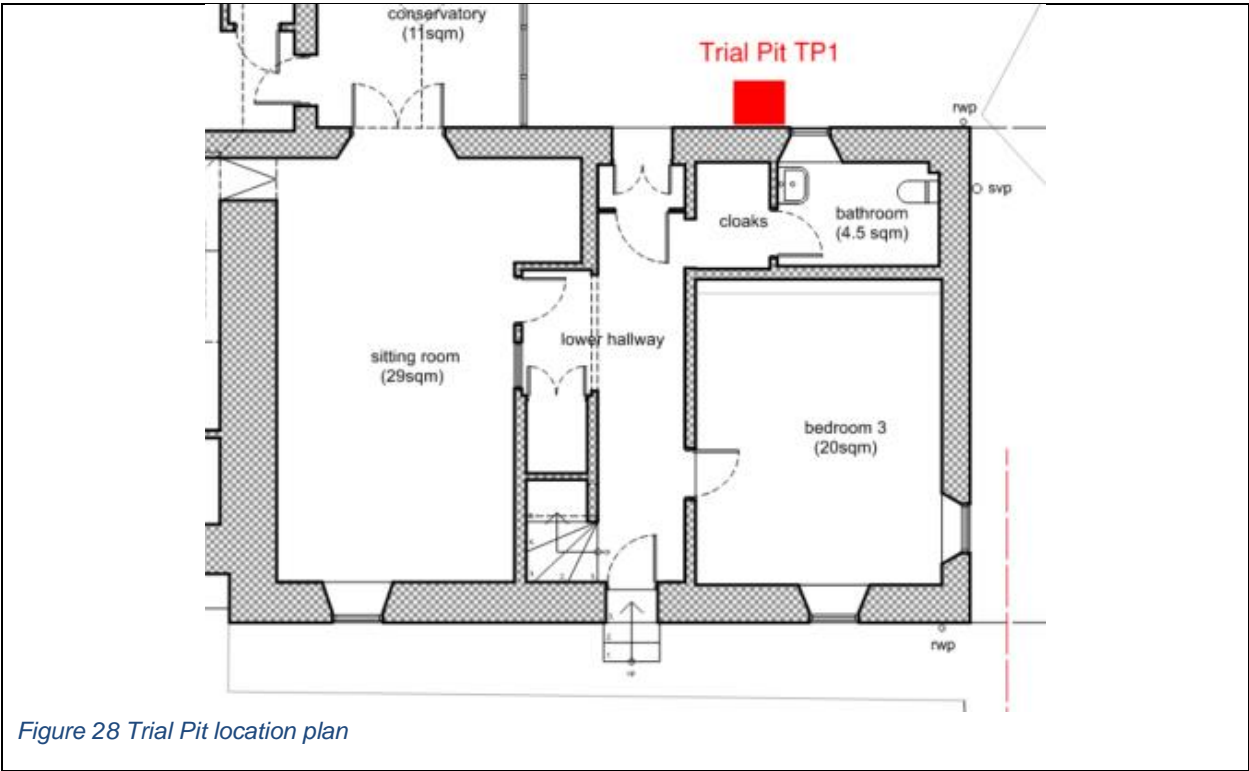 conservatory
(11sqm)
Trial Pit TP1
rwp
svp
cloaks
bathroom
(4.5 sqm)
lower hallway
sitting room
(29sqm)
bedroom 3
(20sqm)
rwp
Figure 28 Trial Pit location plan